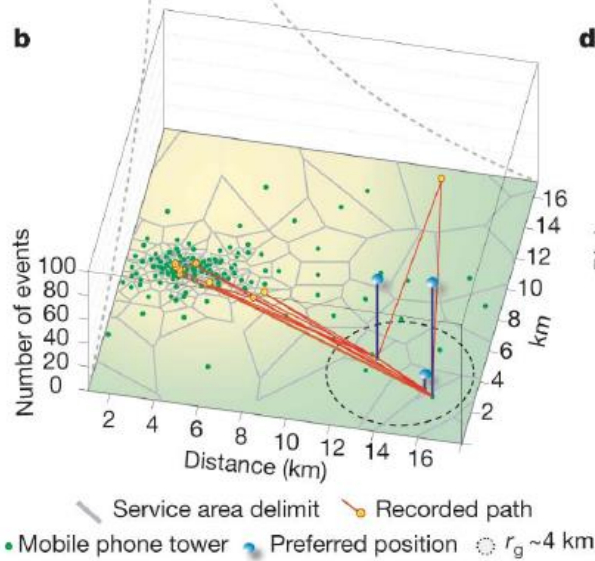 b
d
Number of events
100
80
60
40
20
0
2 4 6 8 10 12 14 16
Distance (km)
16
14
12
10
8
6
4
2
km
Service area delimit Recorded path
Mobile phone tower Preferred position r_g ~4 km